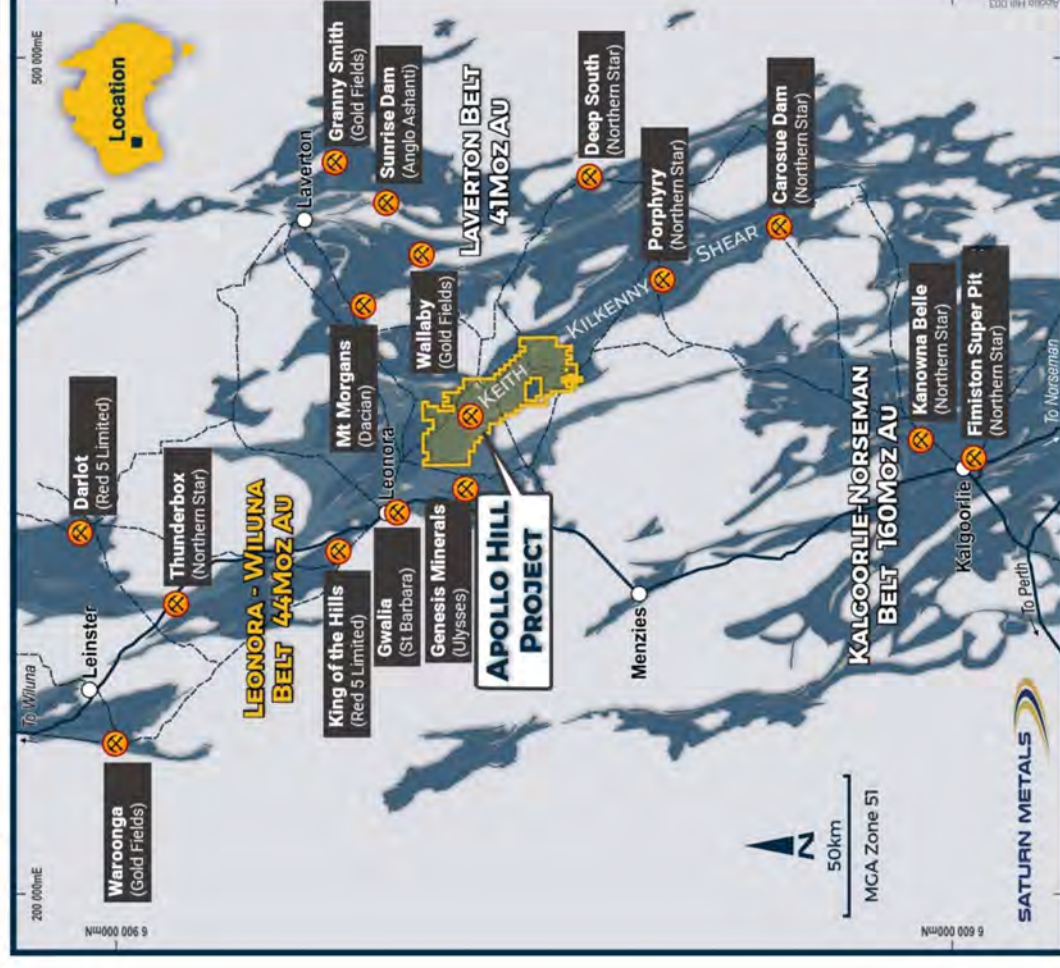 200 000mE
500 000mE
6 900 000mN
6 600 000mN
To Wiluna
Leinster
Waroonga
(Gold Fields)
Darlot
(Red 5 Limited)
Thunderbox
(Northern Star)
Location
LEONORA - WILUNA
BELT 44MOZ AU
Laverton
Granny Smith
(Gold Fields)
Sunrise Dam
(Anglo Ashanti)
King of the Hills
(Red 5 Limited)
Mt Morgans
(Dacian)
Leonora
Gwalia
(St Barbara)
Wallaby
(Gold Fields)
LAVERTON BELT
41MOZ AU
Genesis Minerals
(Ulysses)
APOLLO HILL
PROJECT
KEITH
KILKENNY
SHEAR
Deep South
(Northern Star)
Porphyry
(Northern Star)
Menzies
Carosue Dam
(Northern Star)
KALGOORLIE-NORSEMAN
BELT 160MOZ AU
Kanowna Belle
(Northern Star)
Fimiston Super Pit
(Northern Star)
Kalgoorlie
To Perth
To Norseman
N
50km
MGA Zone 51
SATURN METALS
Apollo Hill 003